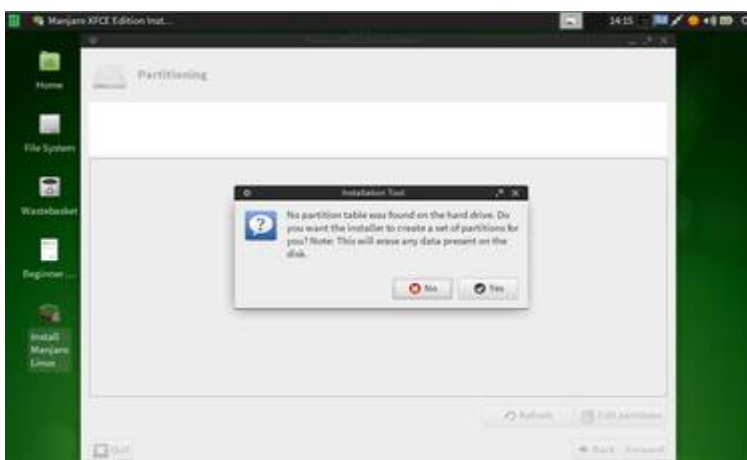 Manjaro XFCE Edition Inst...
14:15
Partitioning
Home
File System
Wastebasket
Beginner ...
Install
Manjaro
Linux
Installation Tool
No partition table was found on the hard drive. Do
you want the installer to create a set of partitions for
you? Note: This will erase any data present on the
disk.
No
Yes
Refresh
Edit partitions
Quit
Back
Forward